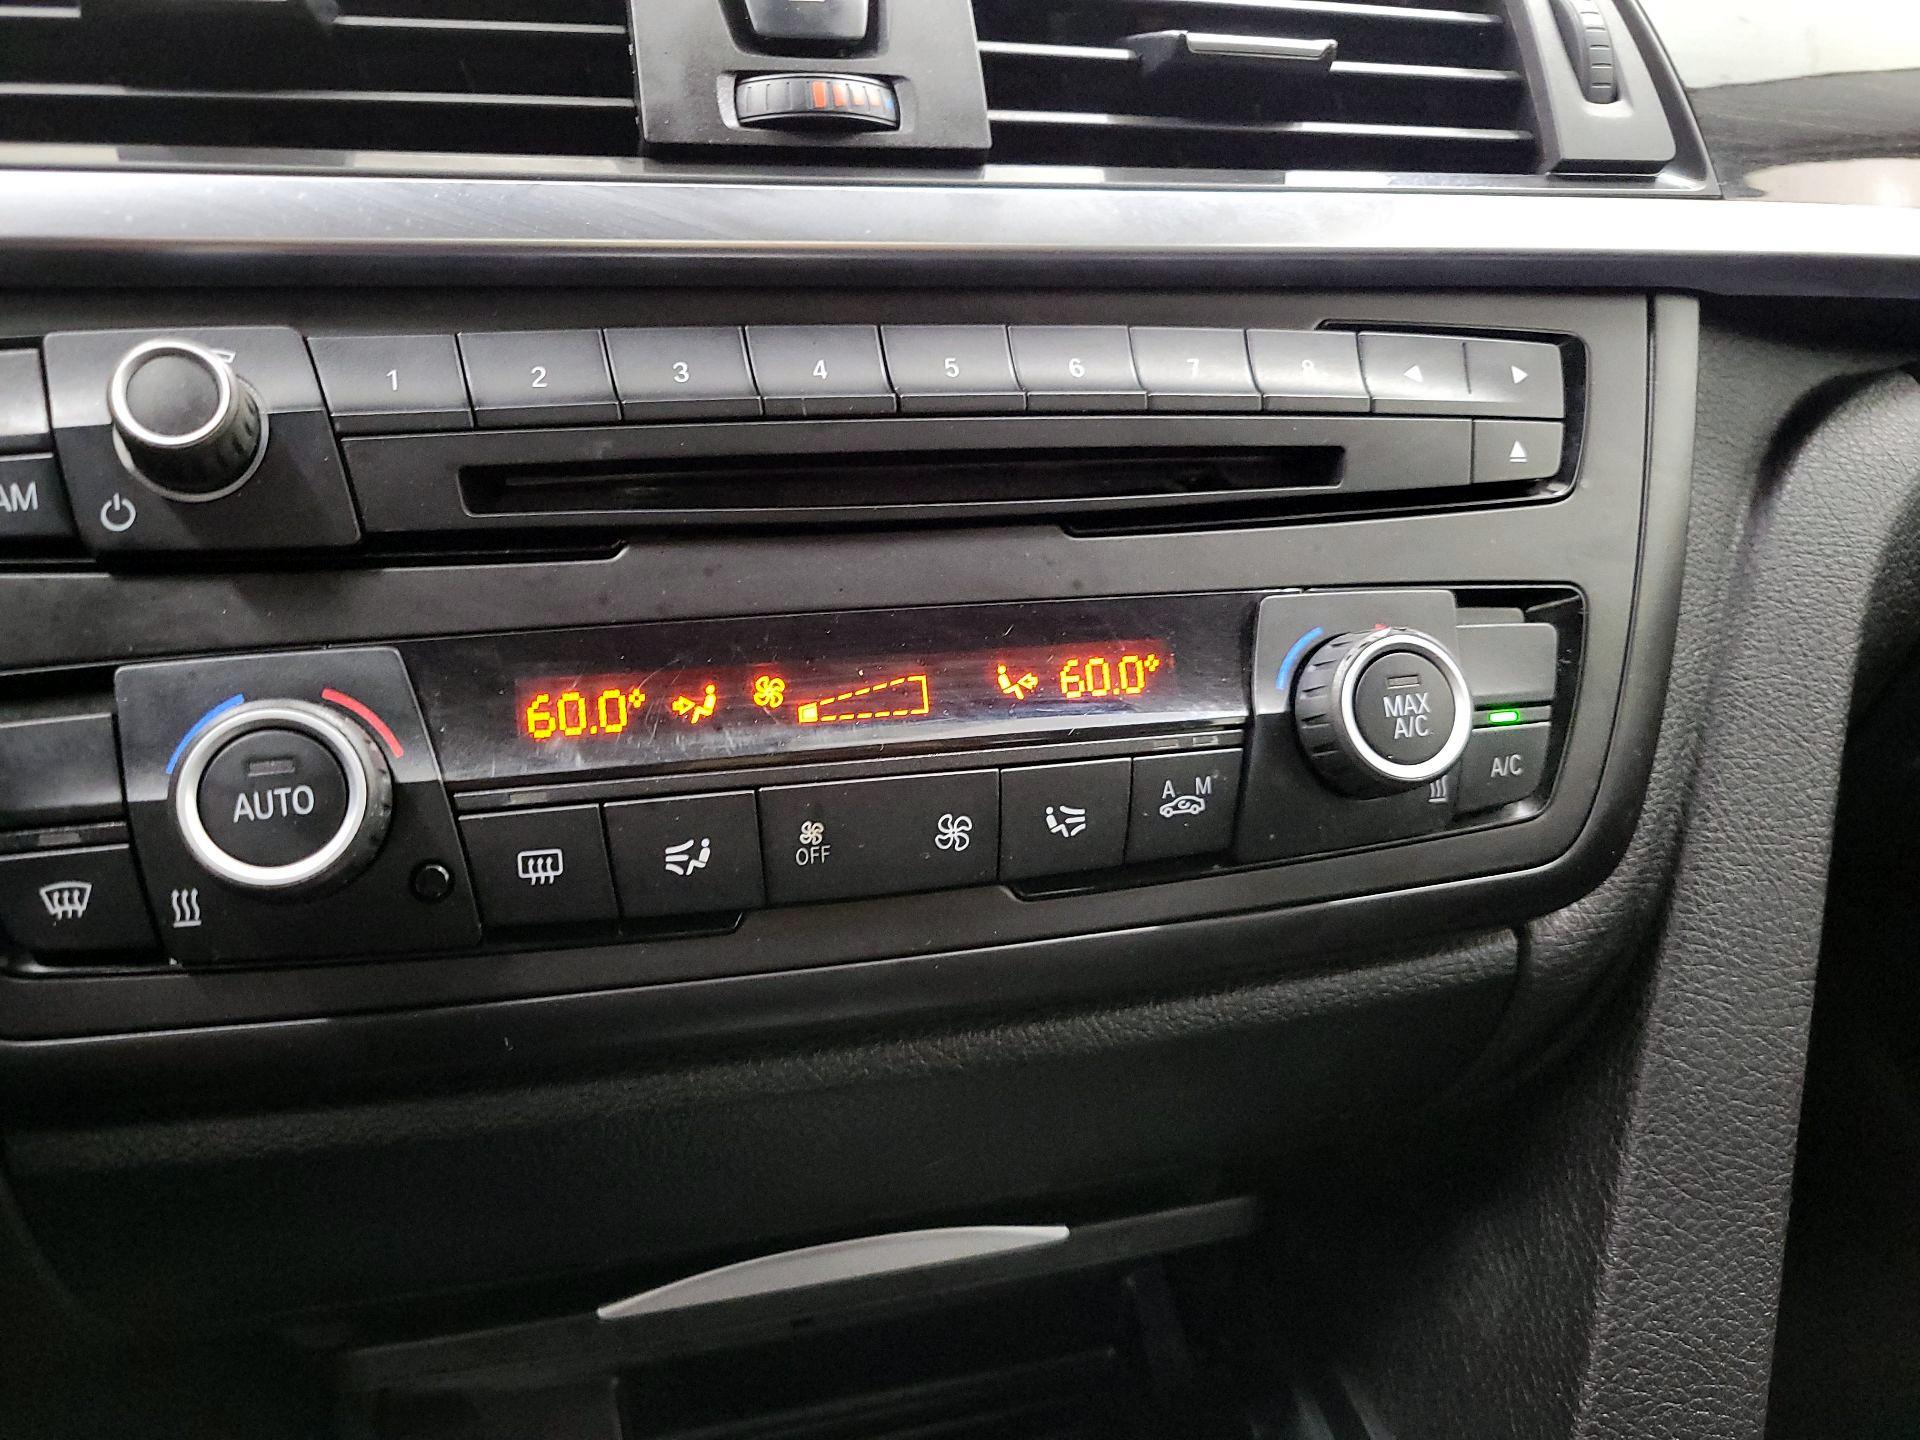 1 2 3 4 5 6 7 8
AM
60.0° 60.0°
AUTO
MAX
A/C
A/C
A M
OFF